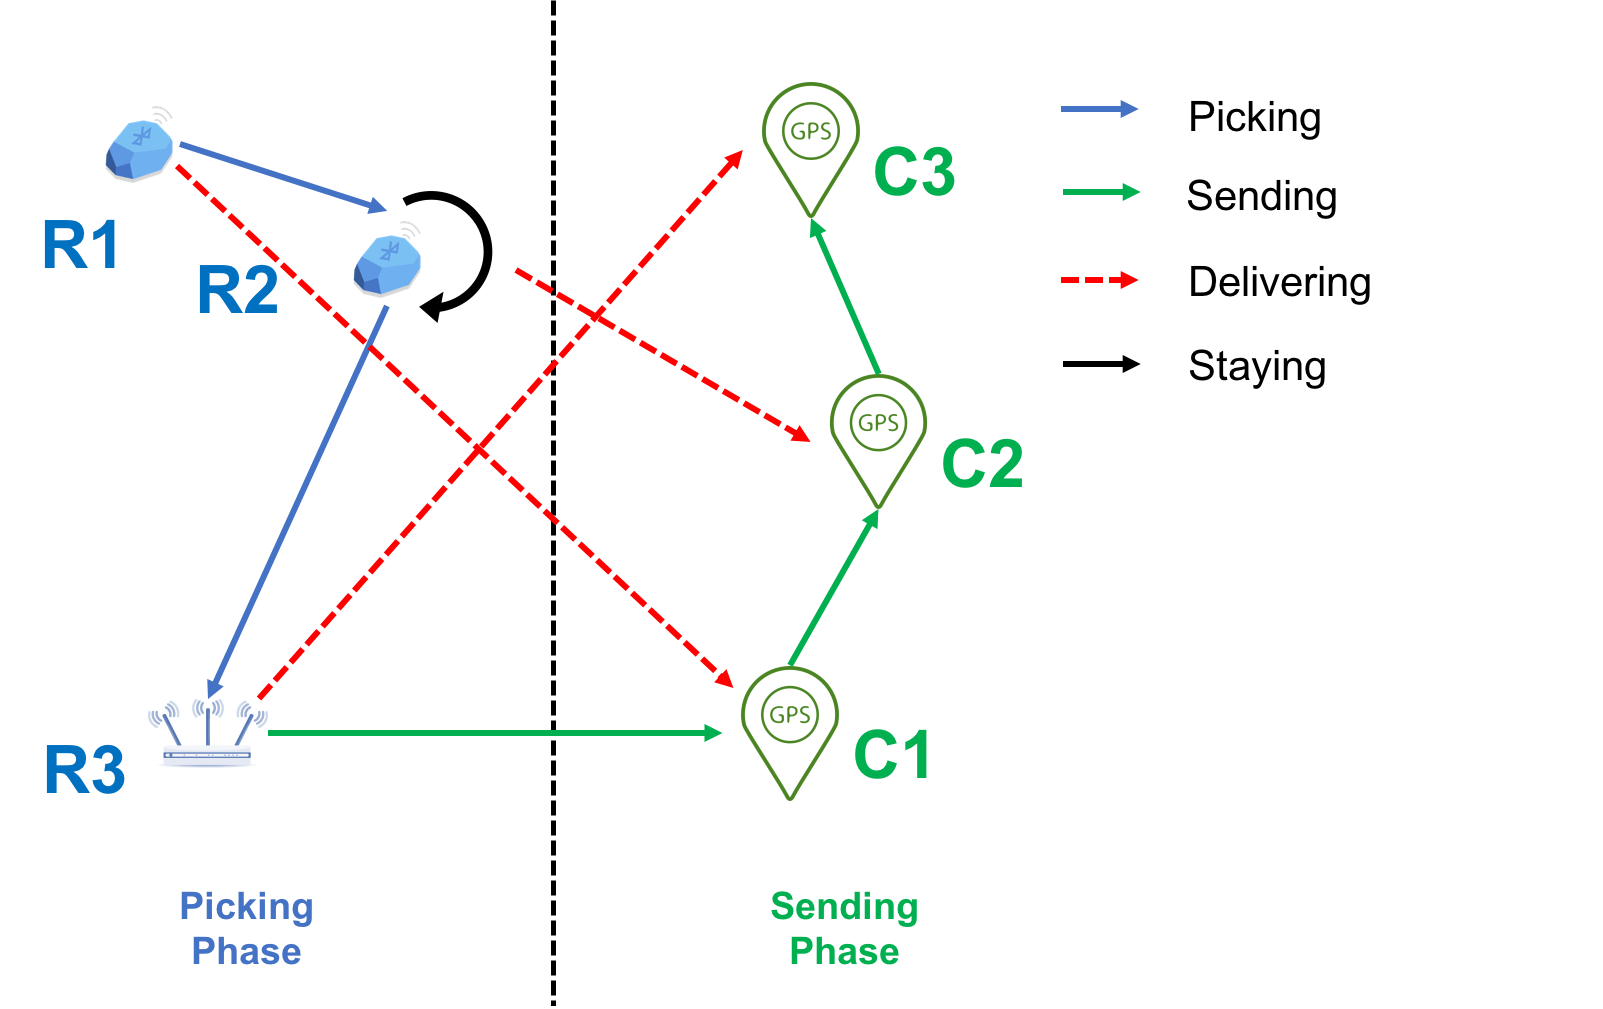 R1
R2
R3
GPS
C3
GPS
C2
GPS
C1
Picking
Sending
Delivering
Staying
Picking
Phase
Sending
Phase